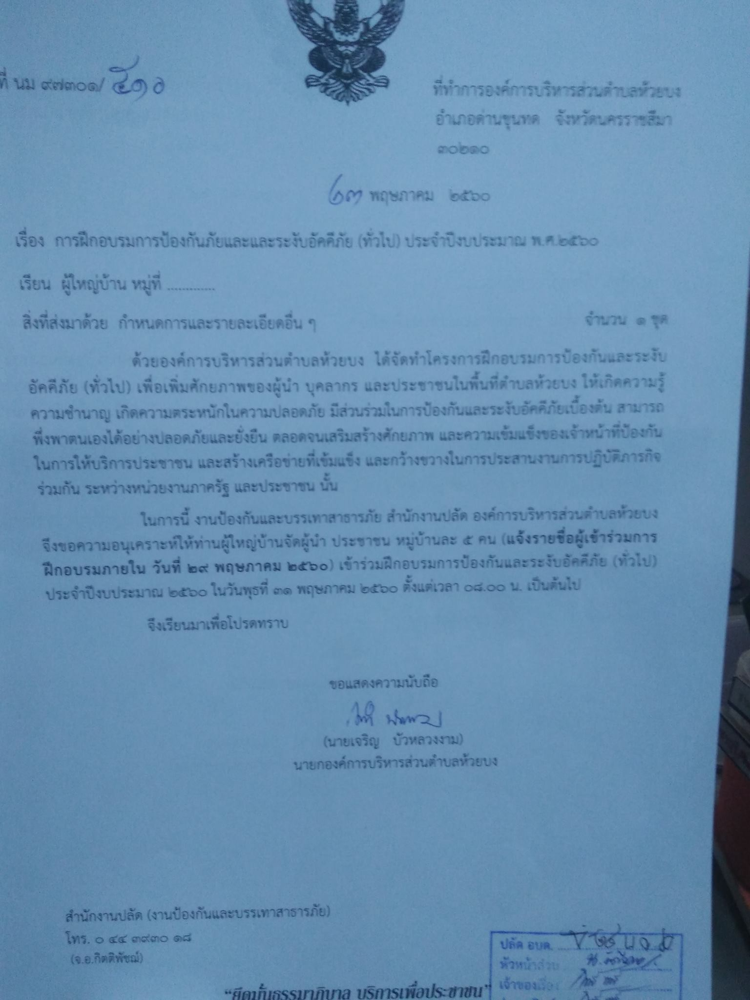 ที่ นม ๙๗๓๐๑/ ๕๑๐
ที่ทำการองค์การบริหารส่วนตำบลห้วยบง
อำเภอด่านขุนทด จังหวัดนครราชสีมา
๓๐๒๑๐
๒๓ พฤษภาคม ๒๕๖๐
เรื่อง การฝึกอบรมการป้องกันภัยและและระงับอัคคีภัย (ทั่วไป) ประจำปีงบประมาณ พ.ศ.๒๕๖๐
เรียน ผู้ใหญ่บ้าน หมู่ที่ .............
สิ่งที่ส่งมาด้วย กำหนดการและรายละเอียดอื่น ๆ จำนวน ๑ ชุด
ด้วยองค์การบริหารส่วนตำบลห้วยบง ได้จัดทำโครงการฝึกอบรมการป้องกันและระงับ
อัคคีภัย (ทั่วไป) เพื่อเพิ่มศักยภาพของผู้นำ บุคลากร และประชาชนในพื้นที่ตำบลห้วยบง ให้เกิดความรู้
ความชำนาญ เกิดความตระหนักในความปลอดภัย มีส่วนร่วมในการป้องกันและระงับอัคคีภัยเบื้องต้น สามารถ
พึ่งพาตนเองได้อย่างปลอดภัยและยั่งยืน ตลอดจนเสริมสร้างศักยภาพ และความเข้มแข็งของเจ้าหน้าที่ป้องกัน
ในการให้บริการประชาชน และสร้างเครือข่ายที่เข้มแข็ง และกว้างขวางในการประสานงานการปฏิบัติภารกิจ
ร่วมกัน ระหว่างหน่วยงานภาครัฐ และประชาชน นั้น
ในการนี้ งานป้องกันและบรรเทาสาธารภัย สำนักงานปลัด องค์การบริหารส่วนตำบลห้วยบง
จึงขอความอนุเคราะห์ให้ท่านผู้ใหญ่บ้านจัดผู้นำ ประชาชน หมู่บ้านละ ๕ คน (แจ้งรายชื่อผู้เข้าร่วมการ
ฝึกอบรมภายใน วันที่ ๒๙ พฤษภาคม ๒๕๖๐) เข้าร่วมฝึกอบรมการป้องกันและระงับอัคคีภัย (ทั่วไป)
ประจำปีงบประมาณ ๒๕๖๐ ในวันพุธที่ ๓๑ พฤษภาคม ๒๕๖๐ ตั้งแต่เวลา ๐๘.๐๐ น. เป็นต้นไป
จึงเรียนมาเพื่อโปรดทราบ
ขอแสดงความนับถือ
(นายเจริญ บัวหลวงงาม)
นายกองค์การบริหารส่วนตำบลห้วยบง
สำนักงานปลัด (งานป้องกันและบรรเทาสาธารภัย)
โทร. ๐ ๔๔ ๓๙๓๐ ๑๘
(จ.อ.กิตติพัชฌ์)
ปลัด อบต.
หัวหน้าส่วน
เจ้าของเรื่อง
“ยึดมั่นธรรมาภิบาล บริการเพื่อประชาชน”